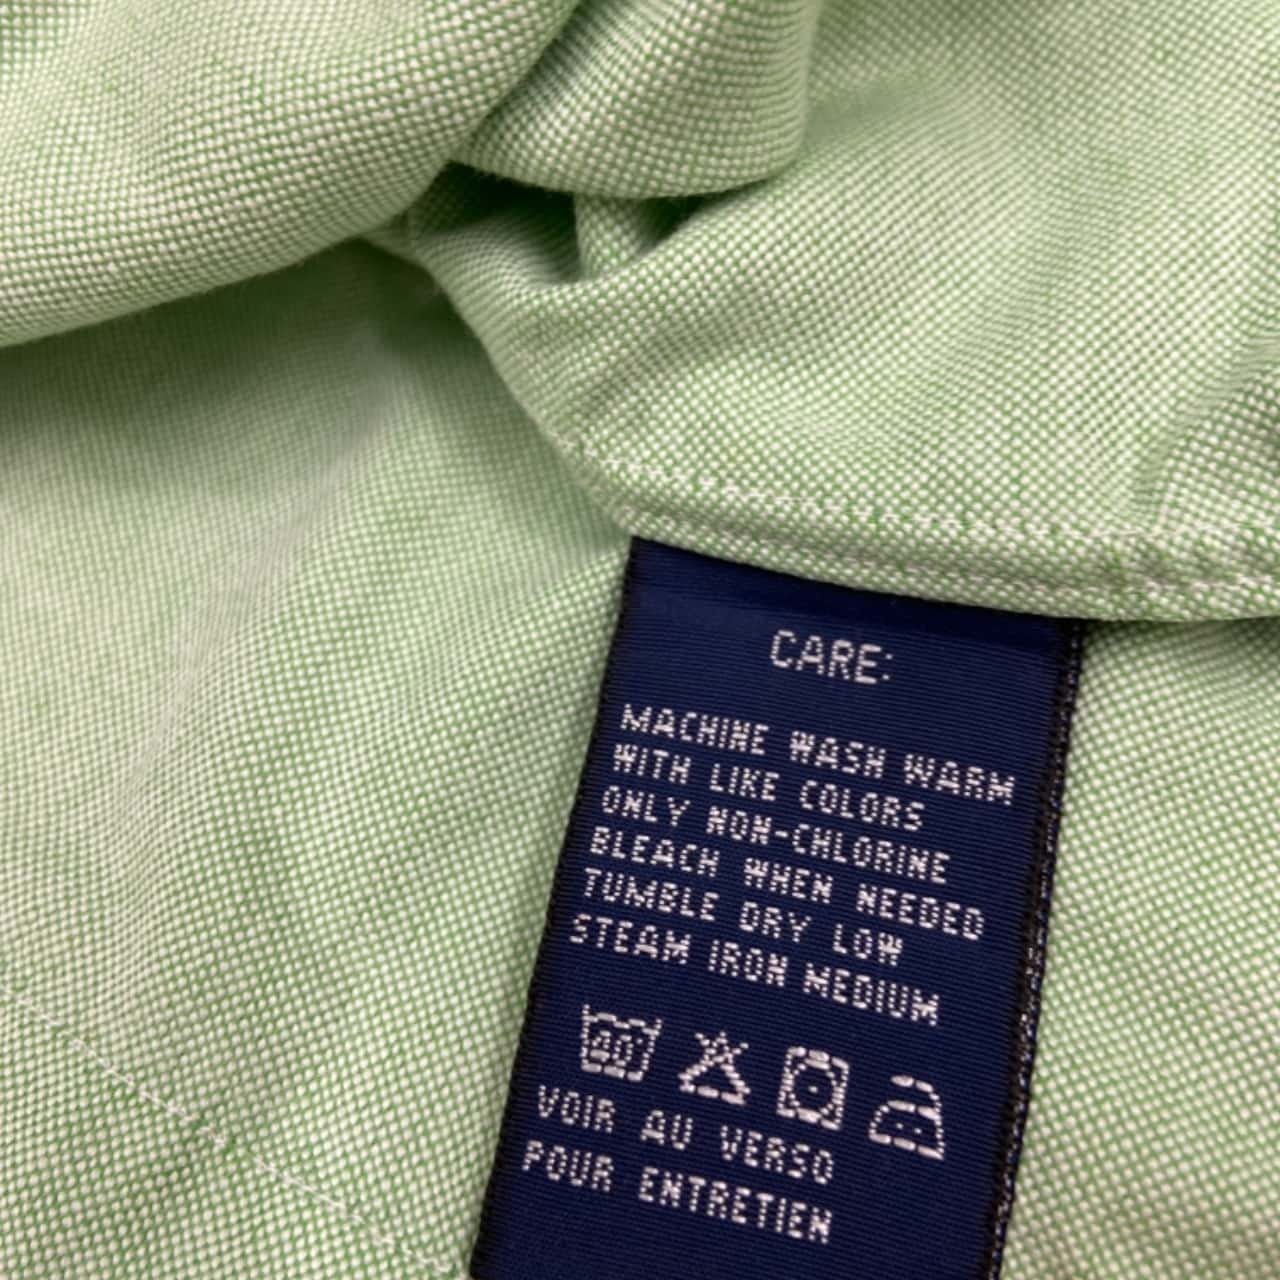 CARE:
MACHINE WASH WARM
WITH LIKE COLORS
ONLY NON-CHLORINE
BLEACH WHEN NEEDED
TUMBLE DRY LOW
STEAM IRON MEDIUM
40°
VOIR AU VERSO
POUR ENTRETIEN